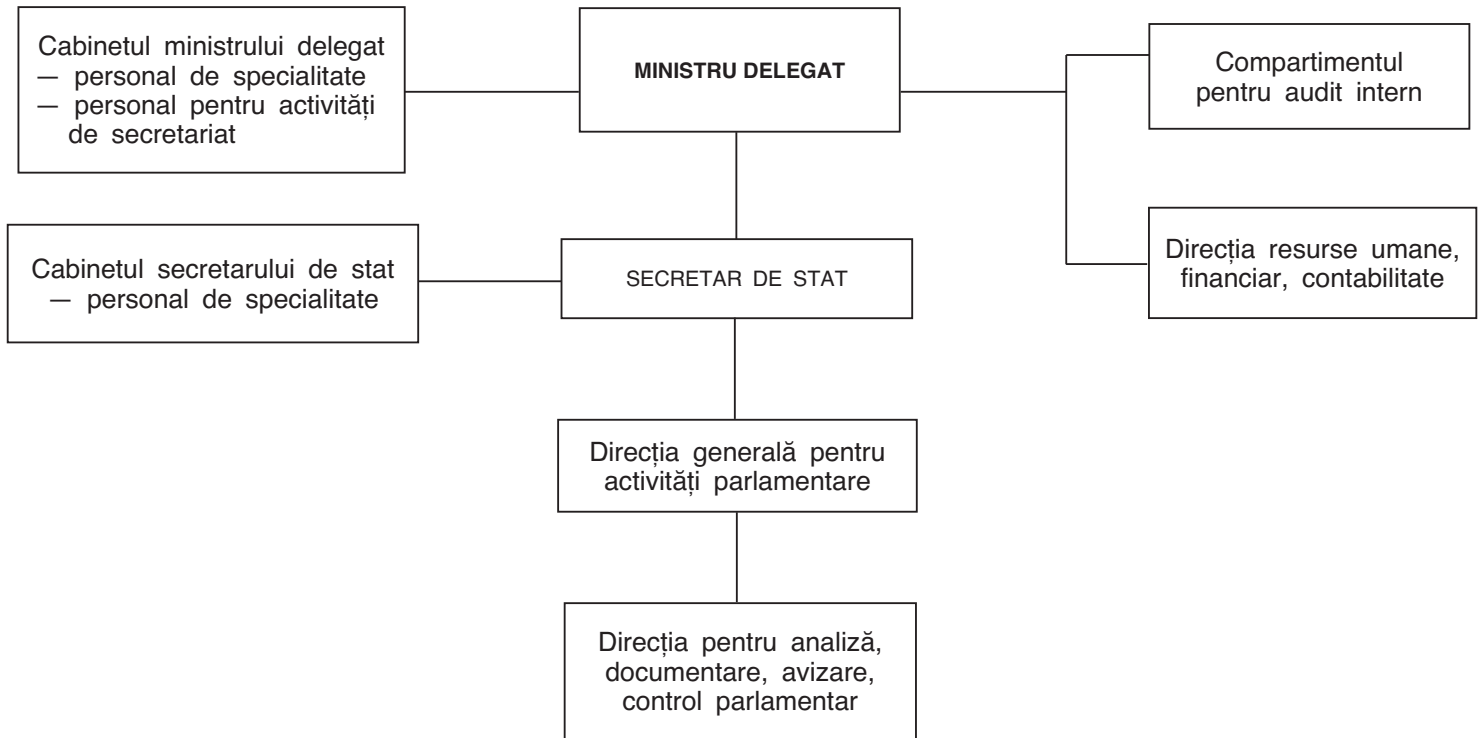 Cabinetul ministrului delegat
— personal de specialitate
— personal pentru activități
de secretariat
MINISTRU DELEGAT
Compartimentul
pentru audit intern
Cabinetul secretarului de stat
— personal de specialitate
SECRETAR DE STAT
Direcția resurse umane,
financiar, contabilitate
Direcția generală pentru
activități parlamentare
Direcția pentru analiză,
documentare, avizare,
control parlamentar